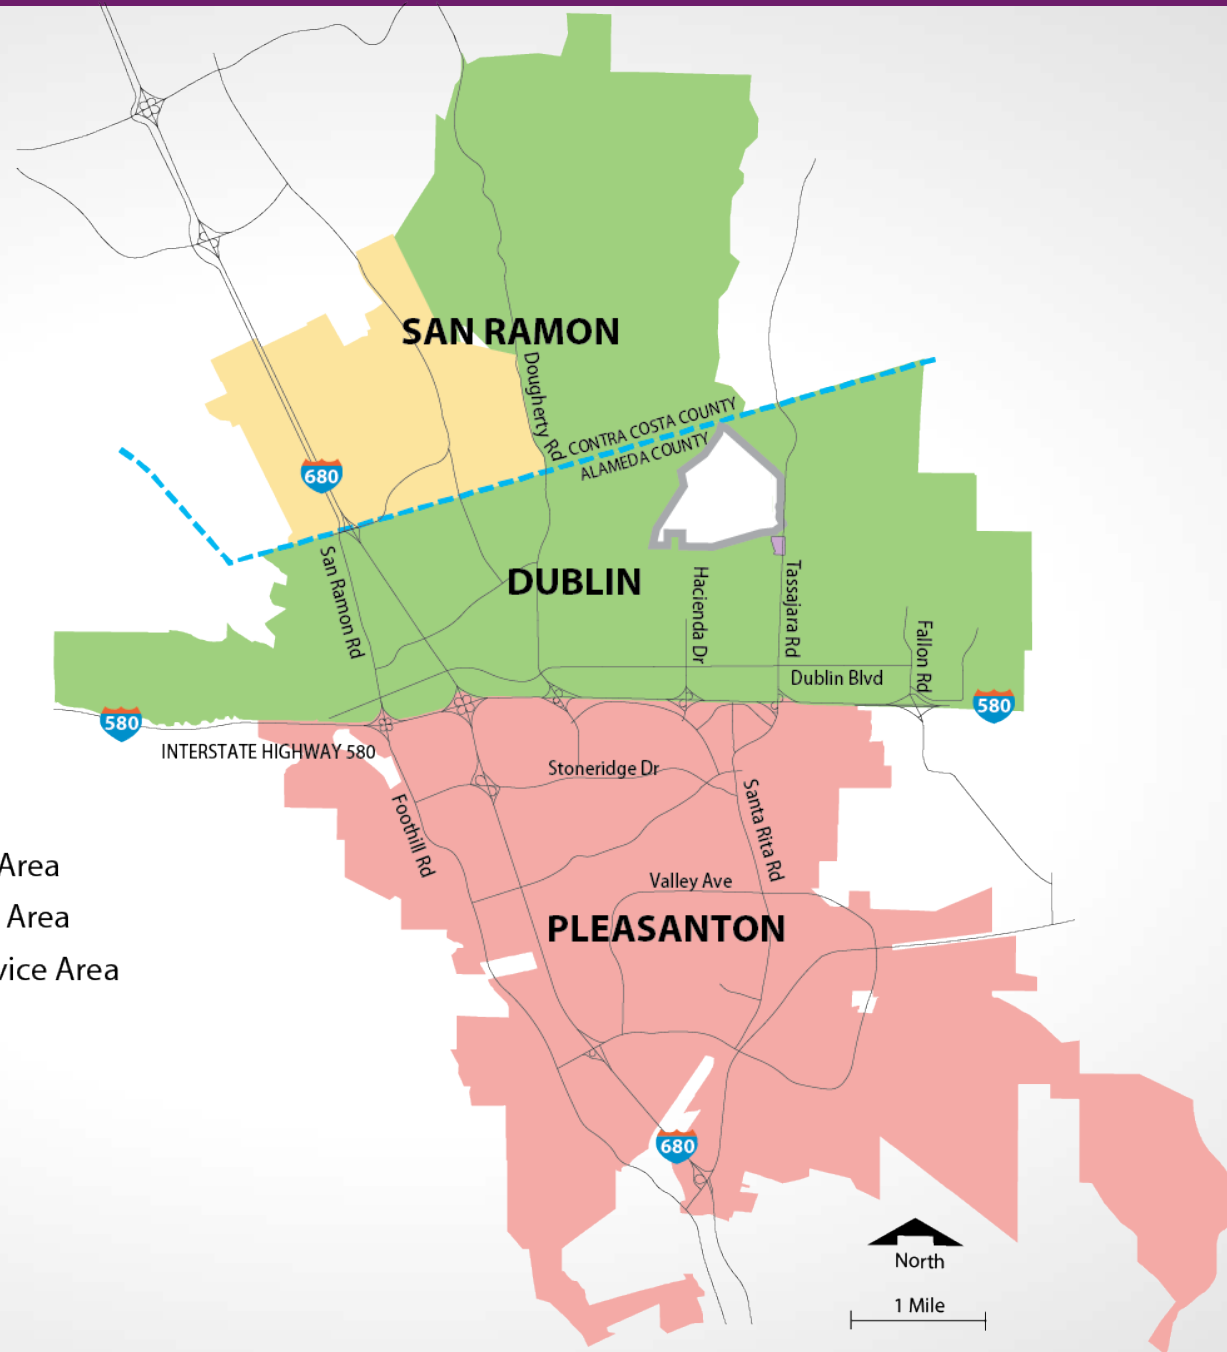 SAN RAMON
Dougherty Rd
CONTRA COSTA COUNTY
ALAMEDA COUNTY
680
San Ramon Rd
DUBLIN
Hacienda Dr
Tassajara Rd
Fallon Rd
Dublin Blvd
580
580
INTERSTATE HIGHWAY 580
Stoneridge Dr
Foothill Rd
Santa Rita Rd
Area
Valley Ave
Area
PLEASANTON
vice Area
680
North
1 Mile